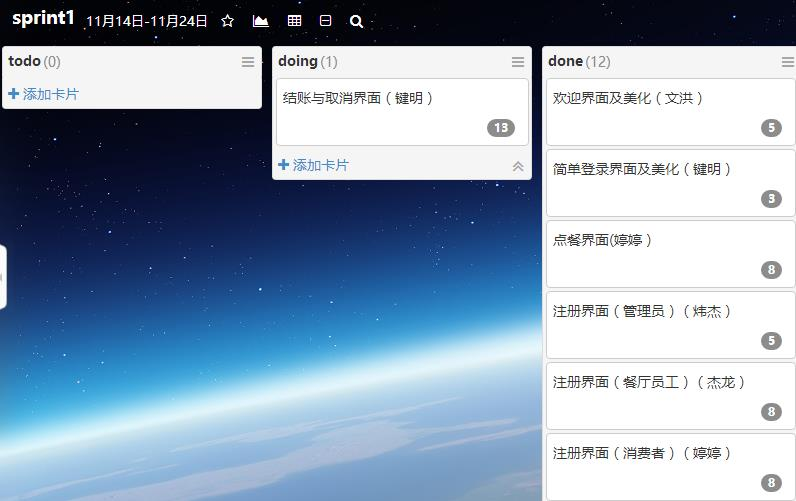 sprint1 11月14日-11月24日
todo(0)
添加卡片
doing(1)
结账与取消界面（键明）
13
添加卡片
done(12)
欢迎界面及美化（文洪）
5
简单登录界面及美化（键明）
3
点餐界面(婷婷）
8
注册界面（管理员）（炜杰）
5
注册界面（餐厅员工）（杰龙）
8
注册界面（消费者）（婷婷）
8